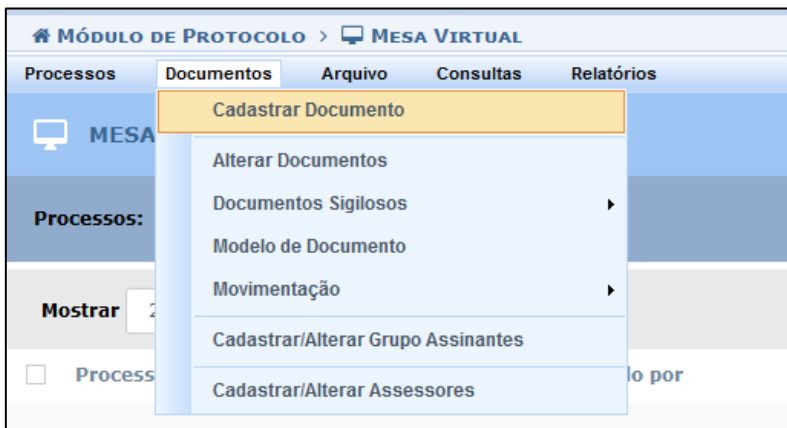 MÓDULO DE PROTOCOLO > MESA VIRTUAL
Processos Documentos Arquivo Consultas Relatórios
Cadastrar Documento
MESA
Alterar Documentos
Documentos Sigilosos
Processos:
Modelo de Documento
Movimentação
Mostrar
Cadastrar/Alterar Grupo Assinantes
Process do por
Cadastrar/Alterar Assessores